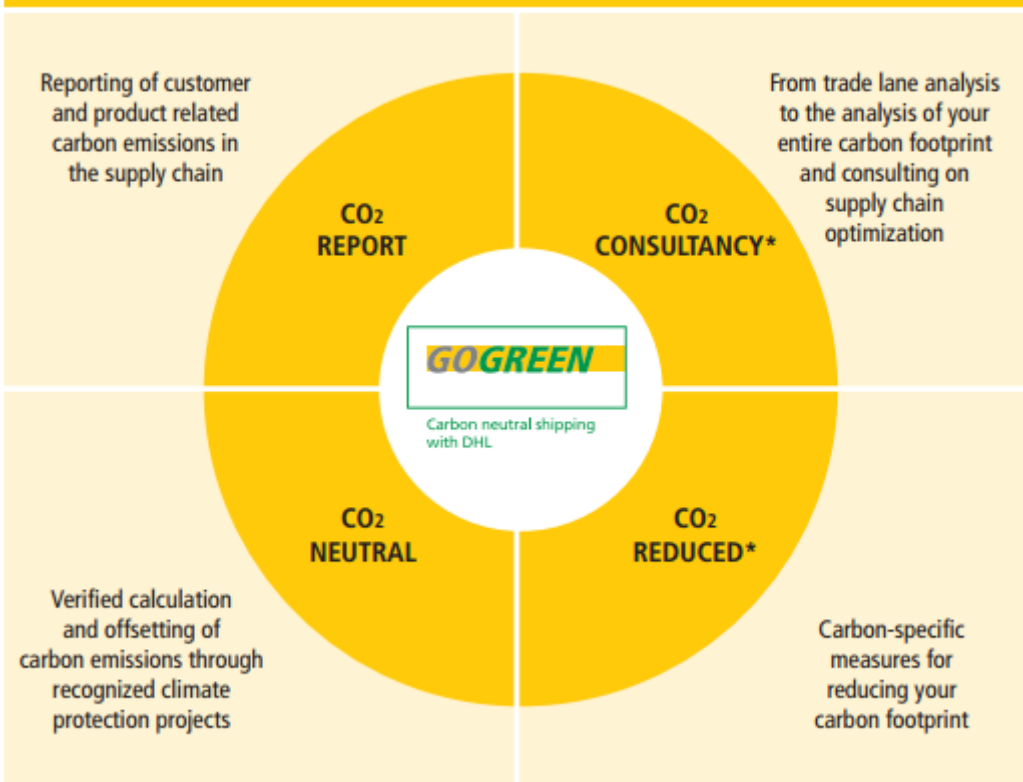 Reporting of customer
and product related
carbon emissions in
the supply chain
CO2
REPORT
From trade lane analysis
to the analysis of your
entire carbon footprint
and consulting on
supply chain
optimization
CO2
CONSULTANCY*
GOGREEN
Carbon neutral shipping
with DHL
CO2
NEUTRAL
Verified calculation
and offsetting of
carbon emissions through
recognized climate
protection projects
CO2
REDUCED*
Carbon-specific
measures for
reducing your
carbon footprint